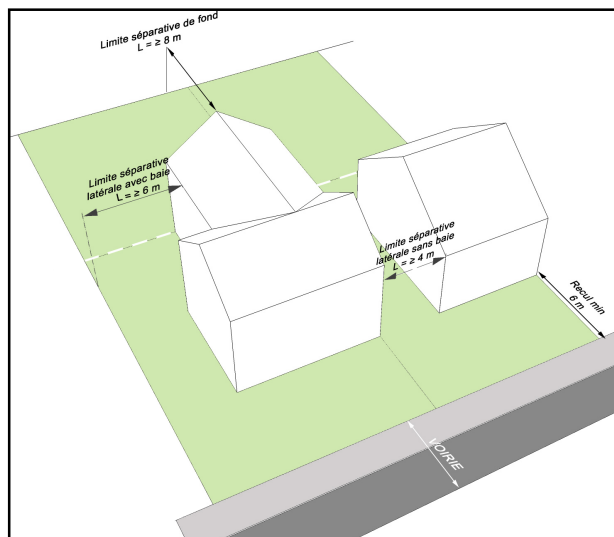 Limite séparative de fond
L = ≥ 8 m
Limite séparative
latérale avec baie
L = ≥ 6 m
Limite séparative
latérale sans baie
L = ≥ 4 m
Recul min
6 m
VOIRIE